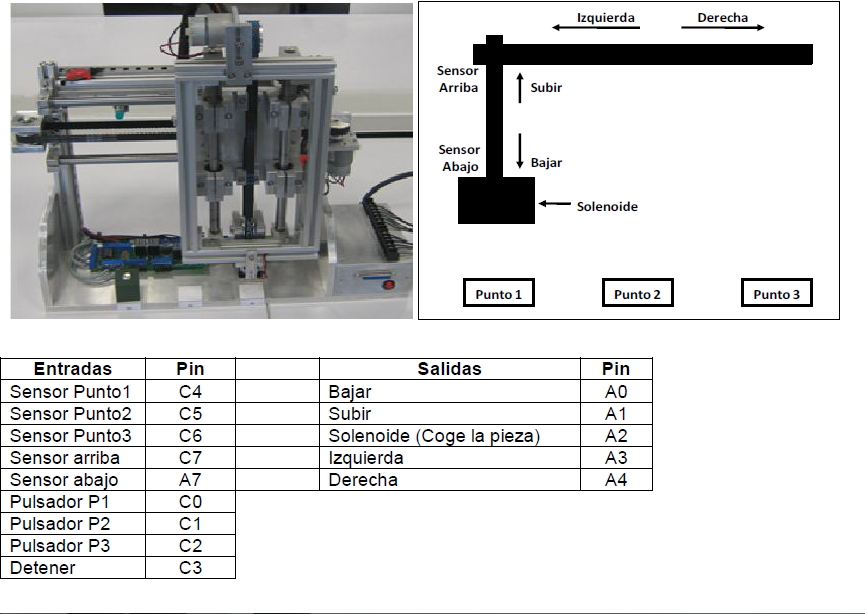 Izquierda Derecha
Sensor
Arriba
Subir
Sensor
Abajo
Bajar
Solenoide
Punto 1 Punto 2 Punto 3
Entradas Pin Salidas Pin
Sensor Punto1 C4 Bajar A0
Sensor Punto2 C5 Subir A1
Sensor Punto3 C6 Solenoide (Coge la pieza) A2
Sensor arriba C7 Izquierda A3
Sensor abajo A7 Derecha A4
Pulsador P1 C0
Pulsador P2 C1
Pulsador P3 C2
Detener C3